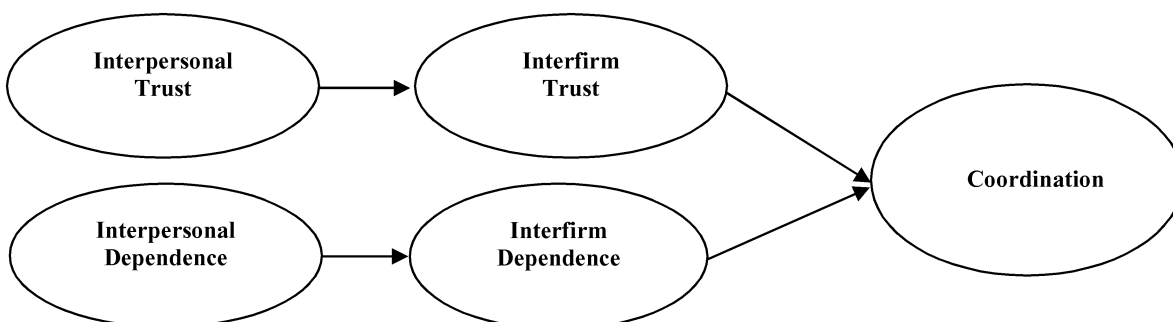 Interpersonal
Trust
Interfirm
Trust
Coordination
Interpersonal
Dependence
Interfirm
Dependence